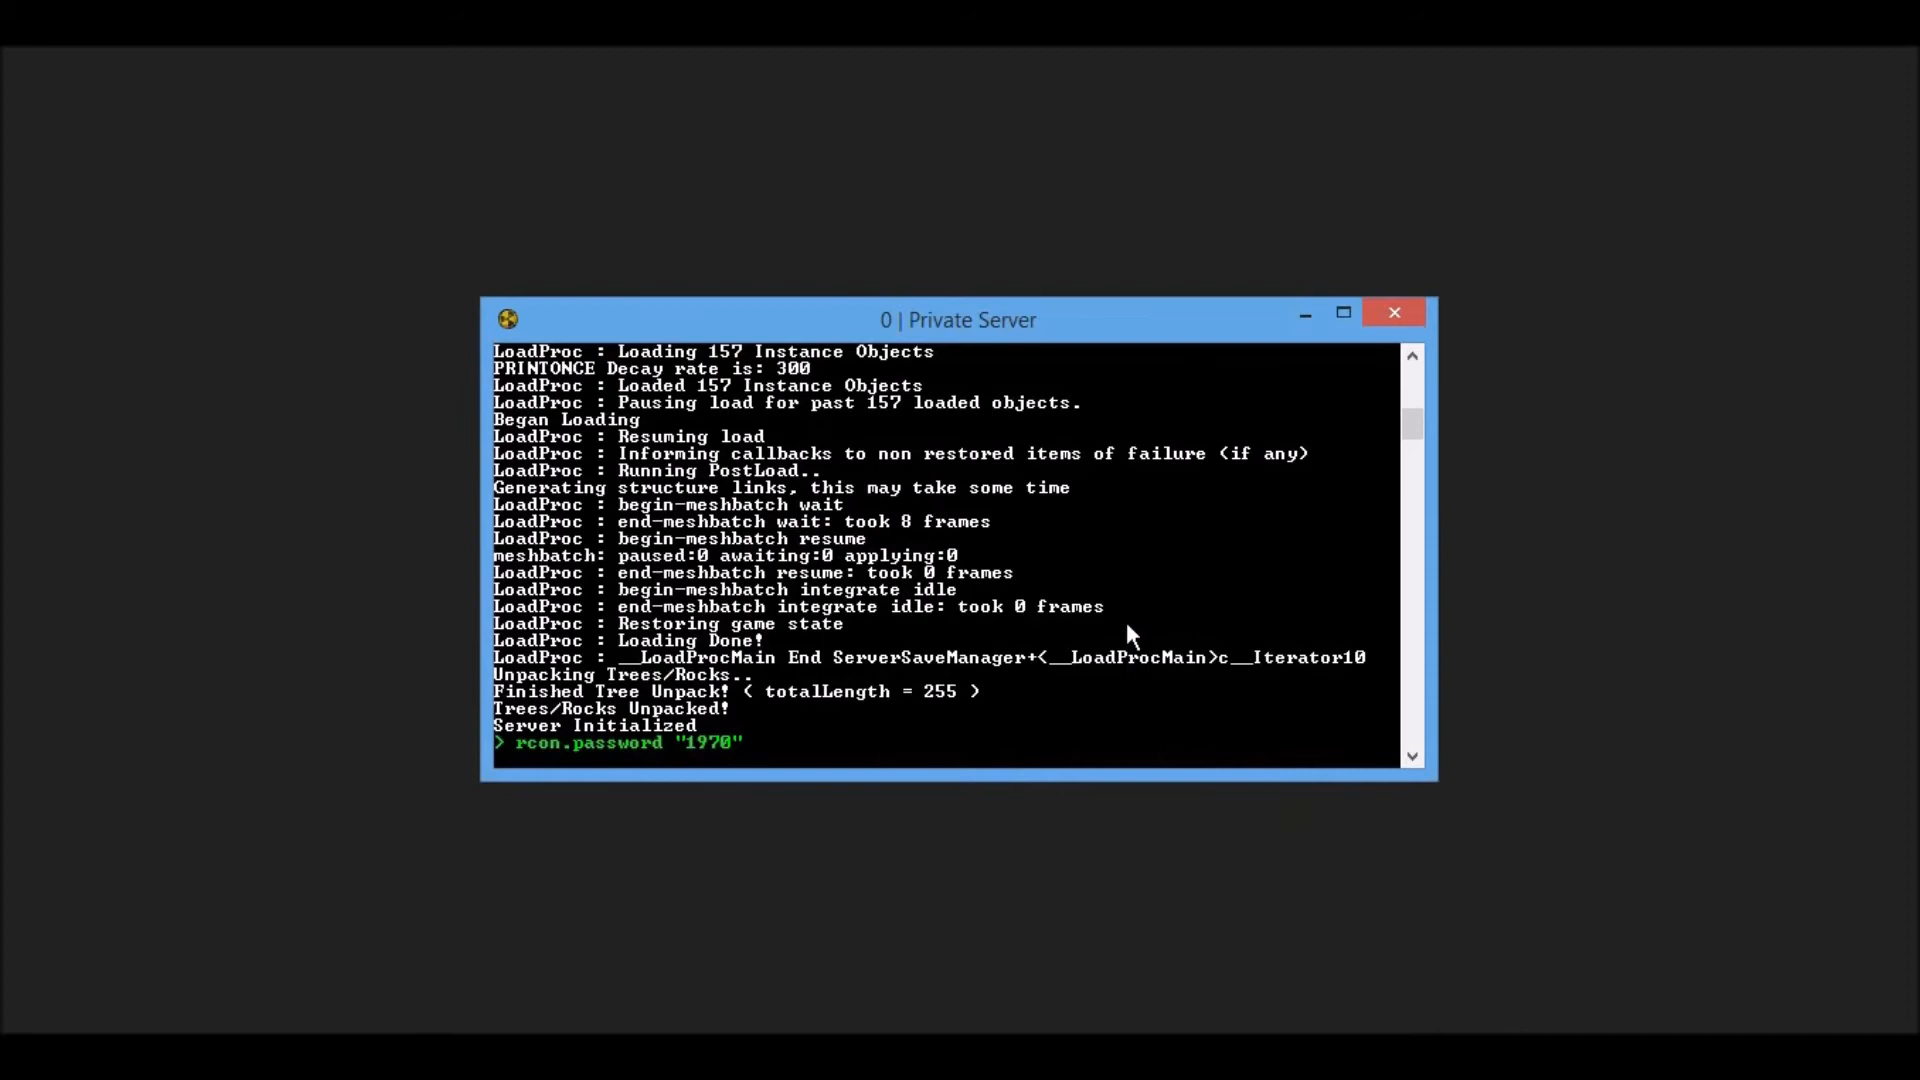 0 | Private Server
LoadProc : Loading 157 Instance Objects
PRINTONCE Decay rate is: 300
LoadProc : Loaded 157 Instance Objects
LoadProc : Pausing load for past 157 loaded objects.
Began Loading
LoadProc : Resuming load
LoadProc : Informing callbacks to non restored items of failure (if any)
LoadProc : Running PostLoad..
Generating structure links, this may take some time
LoadProc : begin-meshbatch wait
LoadProc : end-meshbatch wait: took 8 frames
LoadProc : begin-meshbatch resume
meshbatch: paused:0 awaiting:0 applying:0
LoadProc : end-meshbatch resume: took 0 frames
LoadProc : begin-meshbatch integrate idle
LoadProc : end-meshbatch integrate idle: took 0 frames
LoadProc : Restoring game state
LoadProc : Loading Done!
LoadProc : __LoadProcMain End ServerSaveManager+<__LoadProcMain>c__Iterator10
Unpacking Trees/Rocks..
Finished Tree Unpack! ( totalLength = 255 )
Trees/Rocks Unpacked!
Server Initialized
> rcon.password "1970"